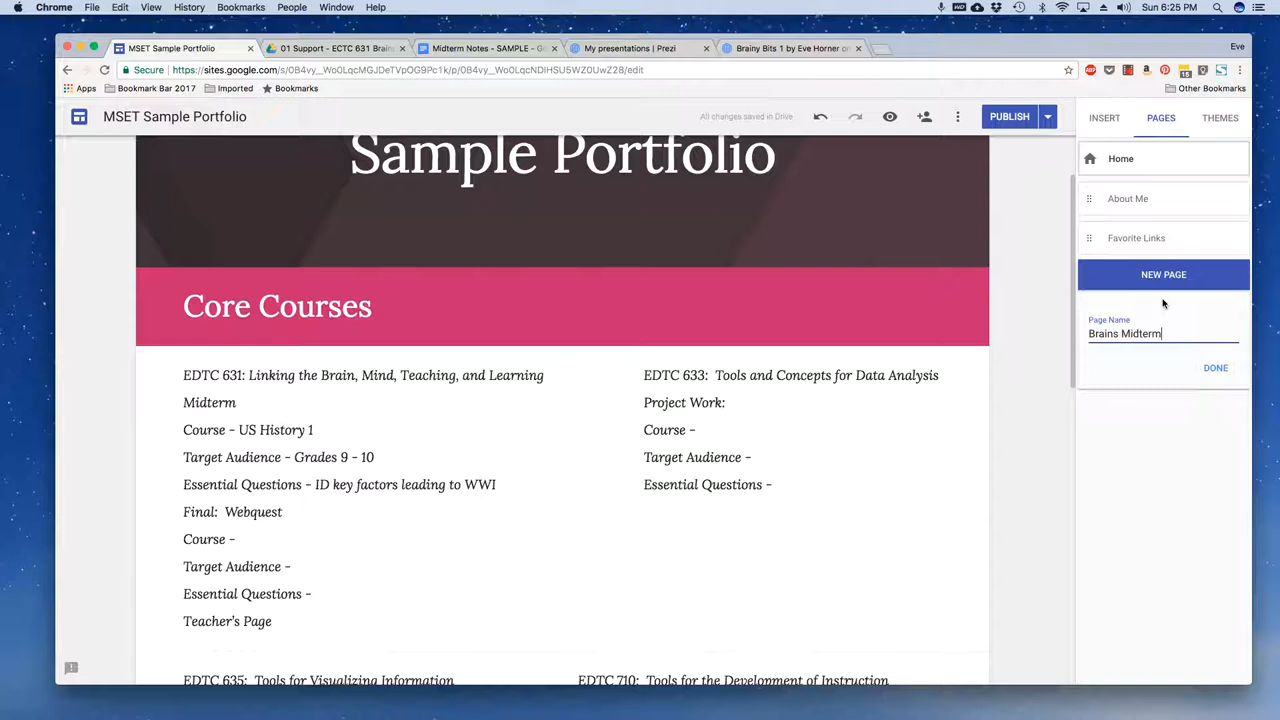 Chrome File Edit View History Bookmarks People Window Help Sun 6:25 PM
MSET Sample Portfolio 01 Support - ECTC 631 Brains Midterm Notes - SAMPLE - Go My presentations | Prezi Brainy Bits 1 by Eve Horner on Eve
Secure https://sites.google.com/s/0B4vy__Wo0LqcMGJDeTVpOG9Pc1k/p/0B4vy__Wo0LqcNDlHSU5WZ0UwZ28/edit
Apps Bookmark Bar 2017 Imported Bookmarks Other Bookmarks
MSET Sample Portfolio All changes saved in Drive PUBLISH INSERT PAGES THEMES
Sample Portfolio
Home
About Me
Favorite Links
NEW PAGE
Page Name
Brains Midterm
DONE
Core Courses
EDTC 631: Linking the Brain, Mind, Teaching, and Learning
Midterm
Course - US History 1
Target Audience - Grades 9 - 10
Essential Questions - ID key factors leading to WWI
Final: Webquest
Course -
Target Audience -
Essential Questions -
Teacher's Page
EDTC 633: Tools and Concepts for Data Analysis
Project Work:
Course -
Target Audience -
Essential Questions -
EDTC 635: Tools for Visualizing Information
EDTC 710: Tools for the Development of Instruction